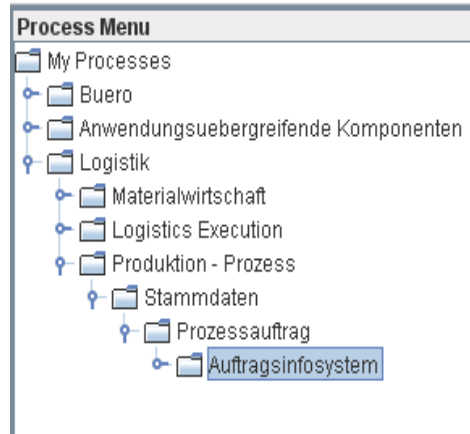 Process Menu
My Processes
Buero
Anwendungsuebergreifende Komponenten
Logistik
Materialwirtschaft
Logistics Execution
Produktion - Prozess
Stammdaten
Prozessauftrag
Auftragsinfosystem